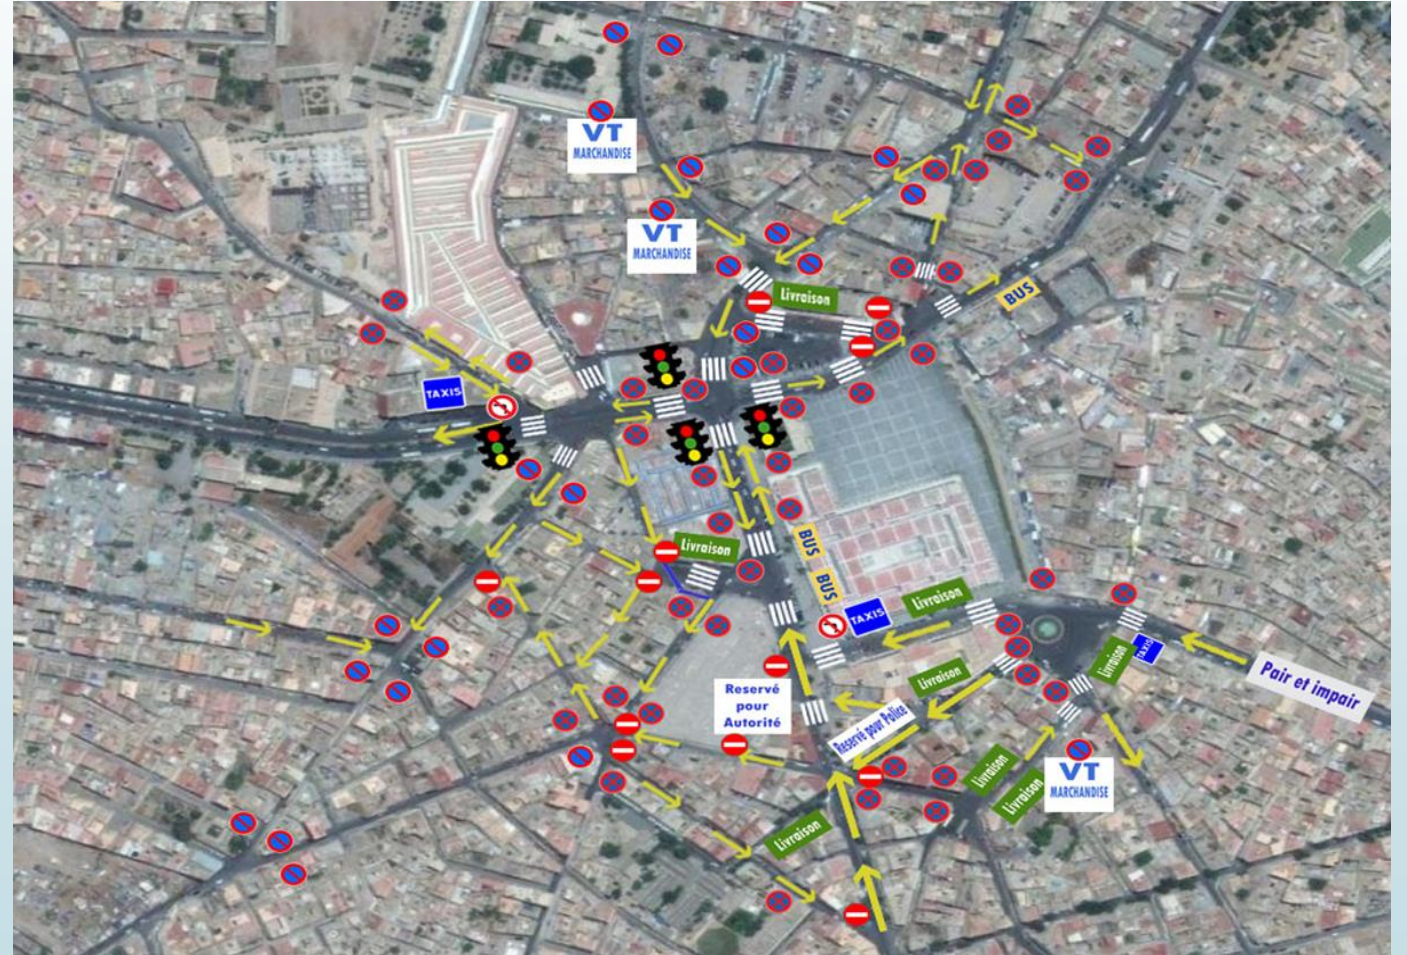 VT
MARCHANDISE
VT
MARCHANDISE
Livraison
BUS
TAXIS
Livraison
BUS
BUS
TAXIS
Livraison
Livraison
TAXIS
Livraison
Pair et impair
Reservé
pour
Autorité
Reservé pour Police
Livraison
Livraison
VT
MARCHANDISE
Livraison